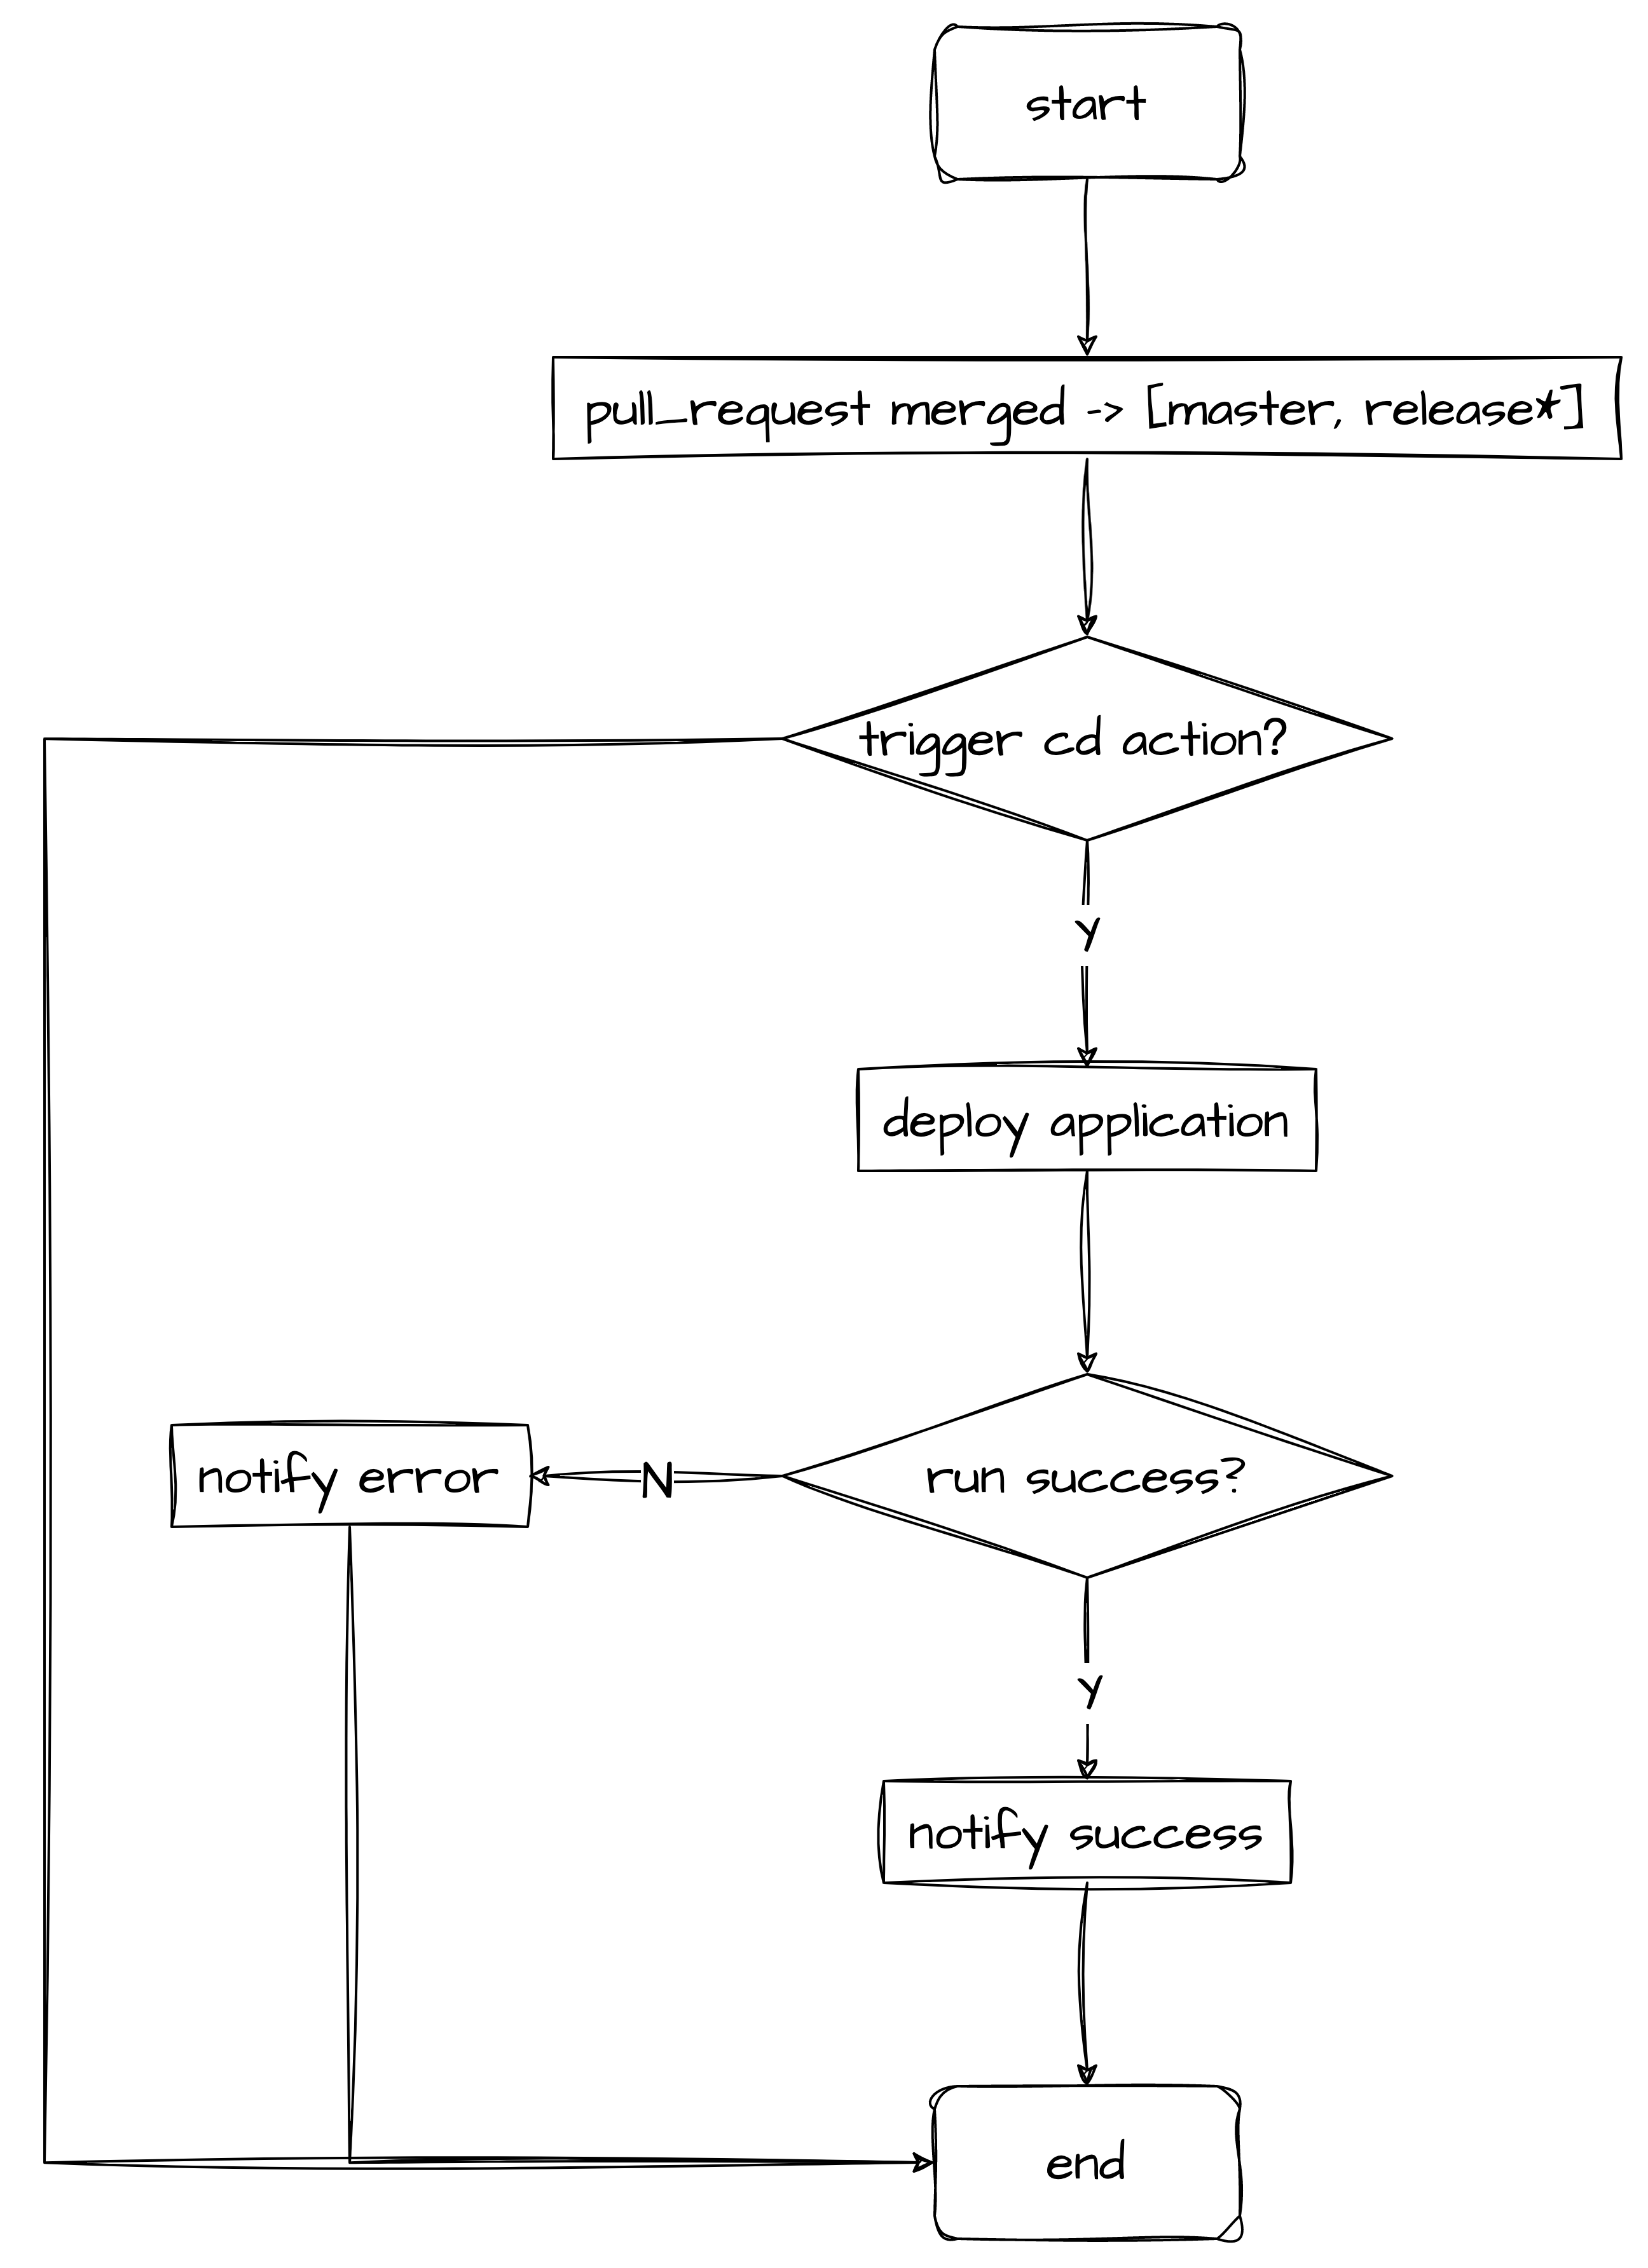 start
pull_request merged -> [master, release*]
trigger cd action?
Y
deploy application
run success?
N
notify error
Y
notify success
end